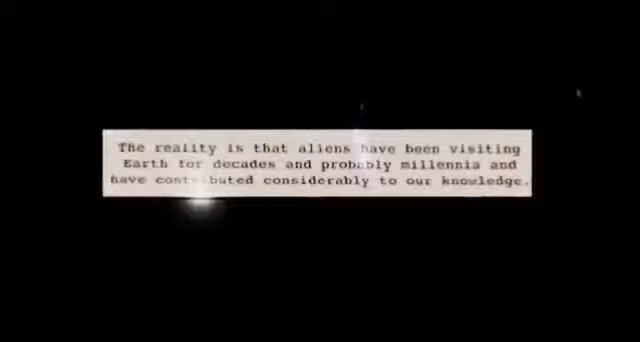 The reality is that aliens have been visiting
Earth for decades and probably millennia and
have contributed considerably to our knowledge.